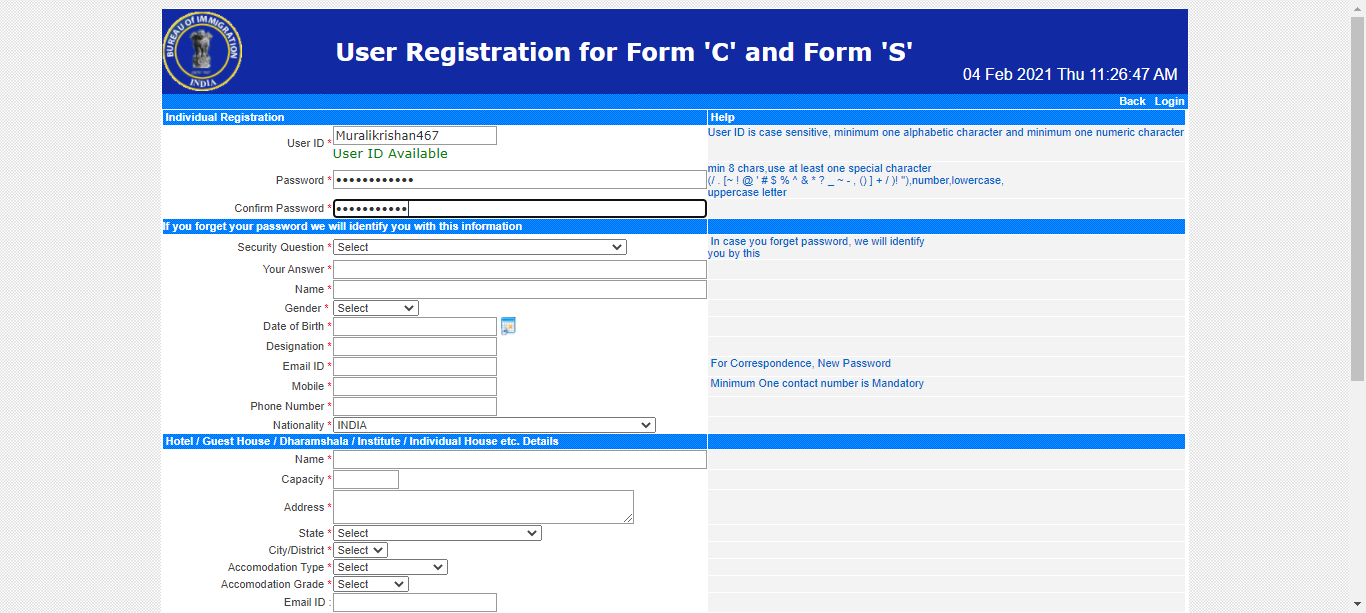 BUREAU OF IMMIGRATION
INDIA
User Registration for Form 'C' and Form 'S'
04 Feb 2021 Thu 11:26:47 AM
Back Login
Individual Registration Help
User ID * Muralikrishan467 User ID is case sensitive, minimum one alphabetic character and minimum one numeric character
User ID Available
Password * •••••••••••• min 8 chars,use at least one special character
(/ . [~ ! @ ' # $ % ^ & * ? _ ~ - , () ] + / )! "),number,lowercase,
uppercase letter
Confirm Password * •••••••••••
If you forget your password we will identify you with this information
Security Question * Select In case you forget password, we will identify
you by this
Your Answer *
Name *
Gender * Select
Date of Birth *
Designation *
Email ID * For Correspondence, New Password
Mobile * Minimum One contact number is Mandatory
Phone Number *
Nationality * INDIA
Hotel / Guest House / Dharamshala / Institute / Individual House etc. Details
Name *
Capacity *
Address *
State * Select
City/District * Select
Accomodation Type * Select
Accomodation Grade * Select
Email ID :